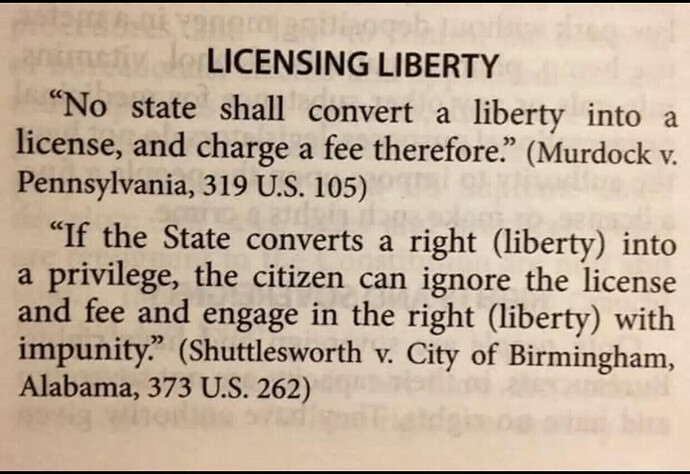 LICENSING LIBERTY
“No state shall convert a liberty into a
license, and charge a fee therefore.” (Murdock v.
Pennsylvania, 319 U.S. 105)
“If the State converts a right (liberty) into
a privilege, the citizen can ignore the license
and fee and engage in the right (liberty) with
impunity.” (Shuttlesworth v. City of Birmingham,
Alabama, 373 U.S. 262)